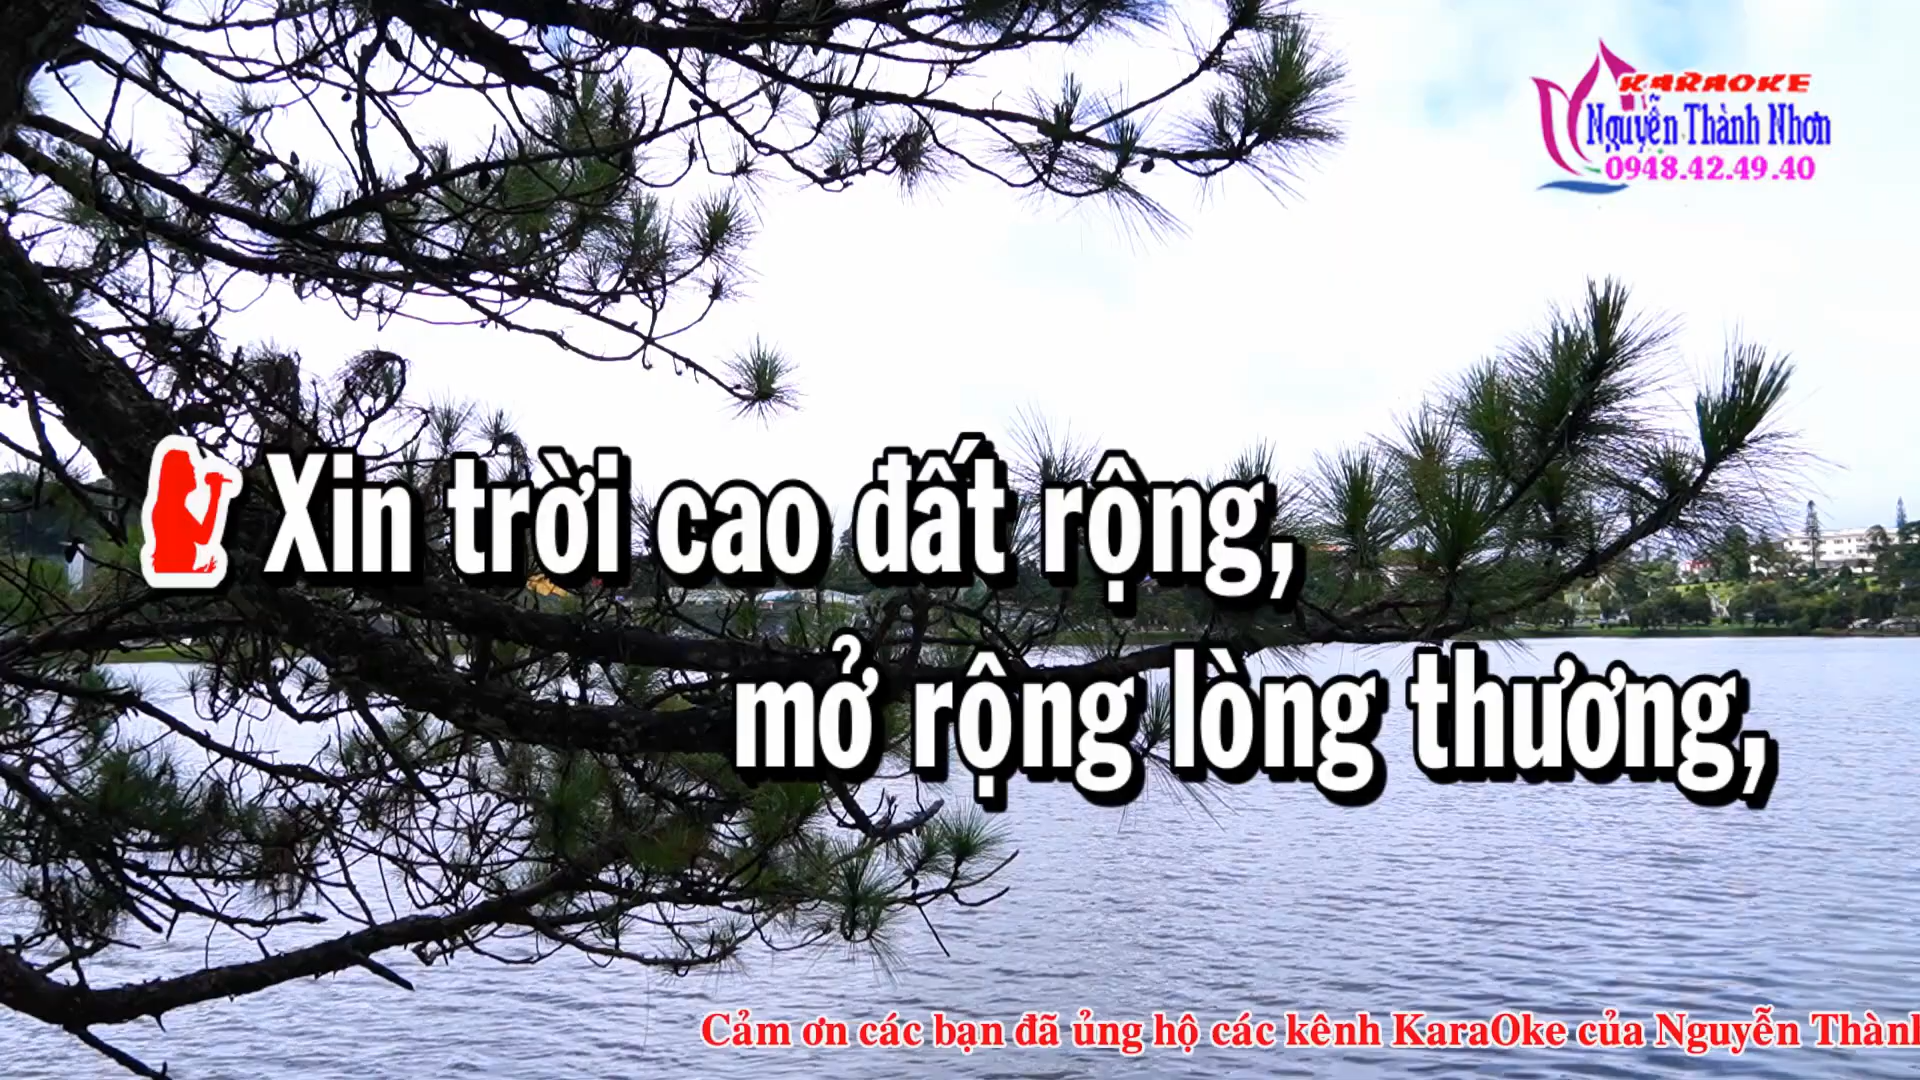 KARAOKE
Nguyễn Thành Nhơn
0948.42.49.40
Xin trời cao đất rộng,
mở rộng lòng thương,
Cảm ơn các bạn đã ủng hộ các kênh KaraOke của Nguyễn Thành